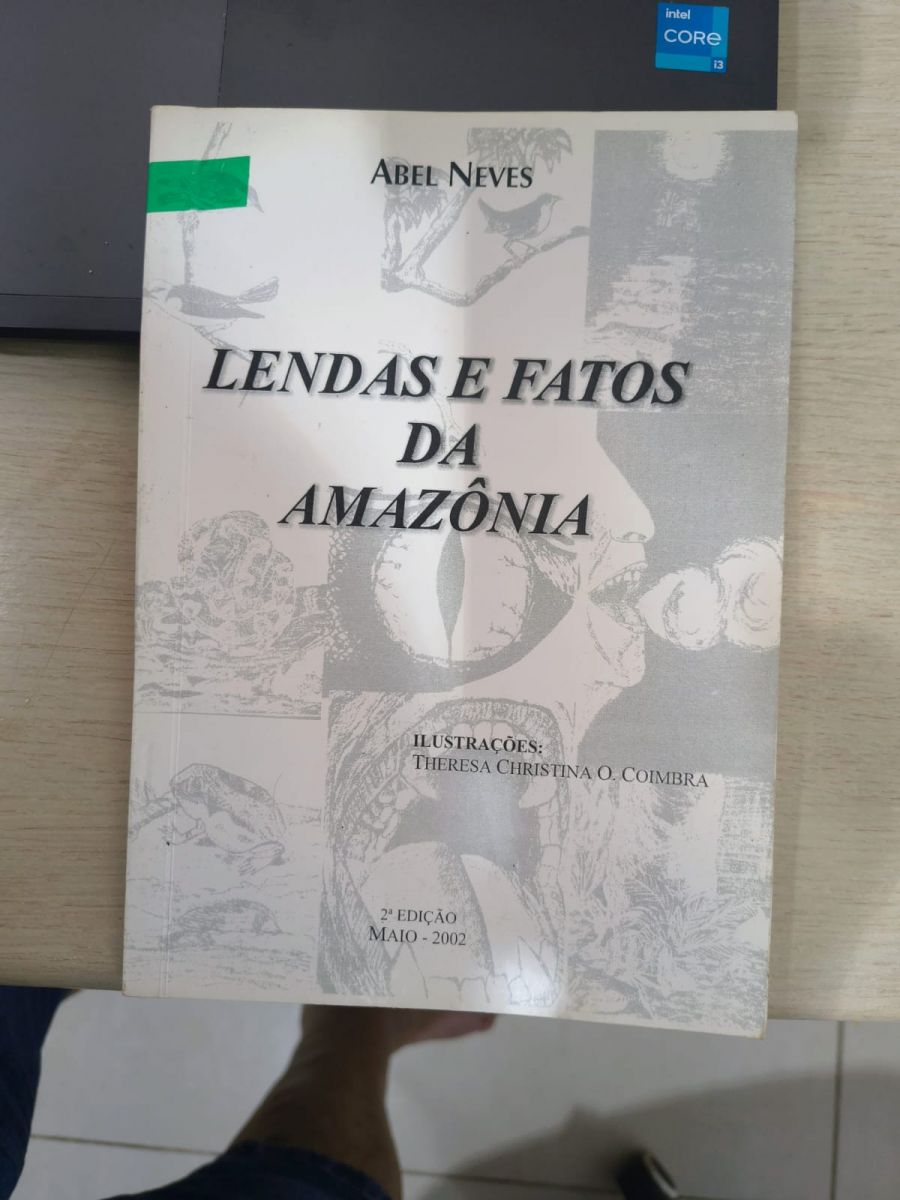 intel
CORE
i3
ABEL NEVES
LENDAS E FATOS
DA
AMAZÔNIA
ILUSTRAÇÕES:
THERESA CHRISTINA O. COIMBRA
2ª EDIÇÃO
MAIO - 2002